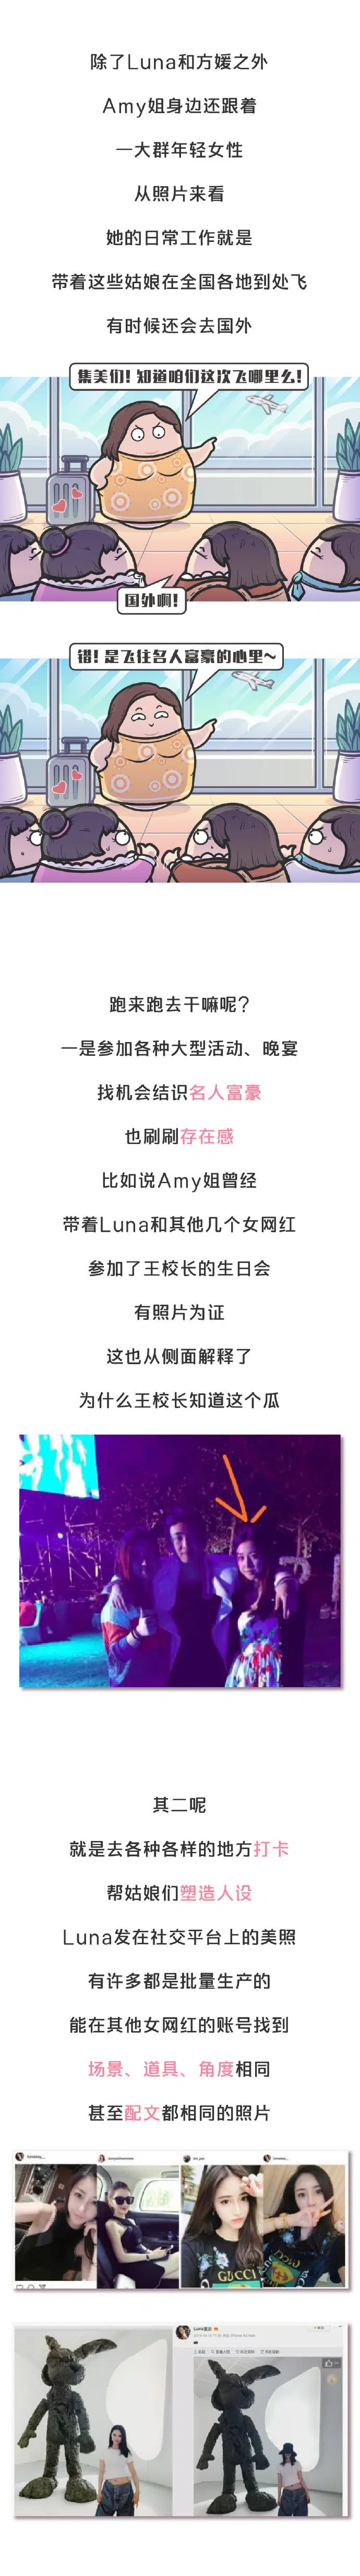 除了Luna和方媛之外
Amy姐身边还跟着
一大群年轻女性
从照片来看
她的日常工作就是
带着这些姑娘在全国各地到处飞
有时候还会去国外
集美们！知道咱们这次飞哪里么！
国外啊！
错！是飞往名人富豪的心里～
跑来跑去干嘛呢？
一是参加各种大型活动、晚宴
找机会结识名人富豪
也刷刷存在感
比如说Amy姐曾经
带着Luna和其他几个女网红
参加了王校长的生日会
有照片为证
这也从侧面解释了
为什么王校长知道这个瓜
其二呢
就是去各种各样的地方打卡
帮姑娘们塑造人设
Luna发在社交平台上的美照
有许多都是批量生产的
能在其他女网红的账号找到
场景、道具、角度相同
甚至配文都相同的照片
GUCCI